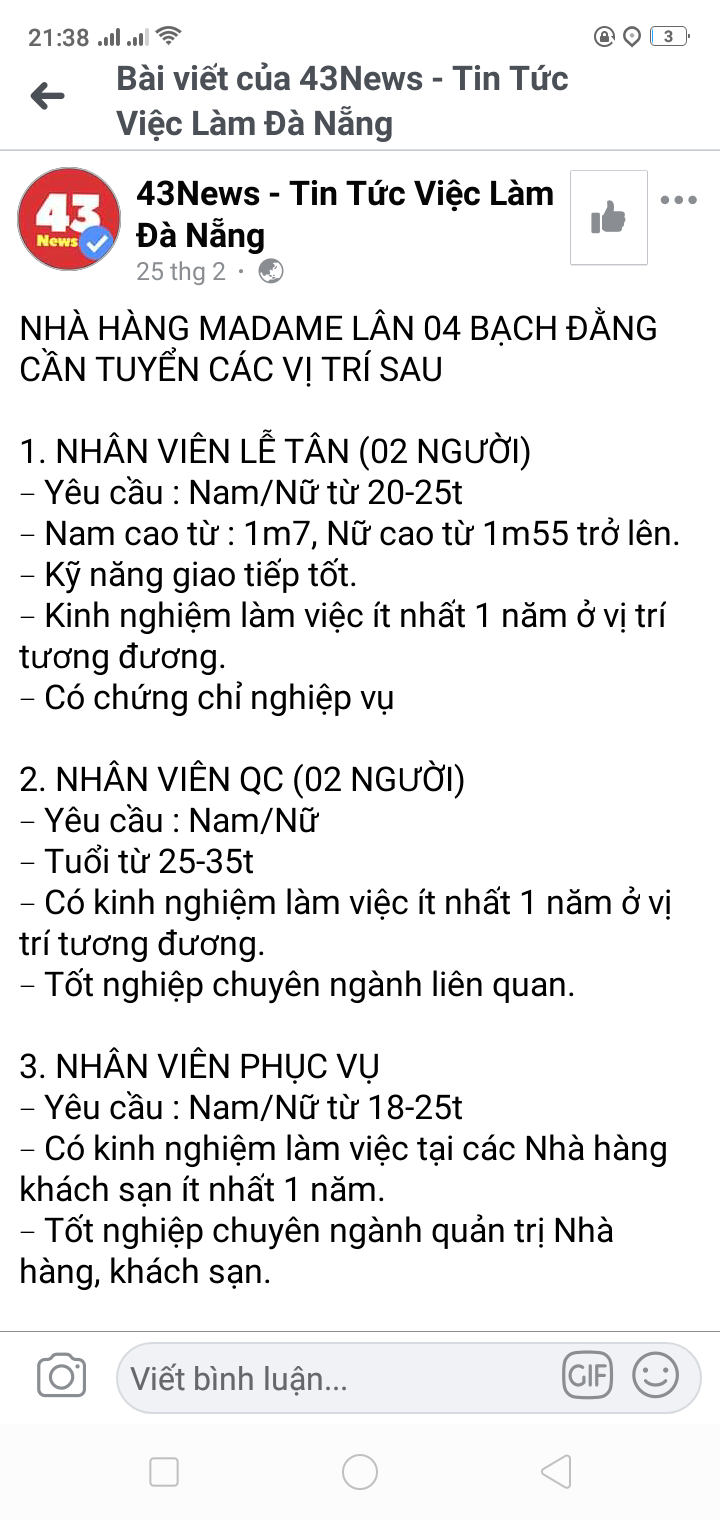 21:38
3
Bài viết của 43News - Tin Tức
Việc Làm Đà Nẵng
43
News
43News - Tin Tức Việc Làm
Đà Nẵng
25 thg 2 ·
NHÀ HÀNG MADAME LÂN 04 BẠCH ĐẰNG
CẦN TUYỂN CÁC VỊ TRÍ SAU
1. NHÂN VIÊN LỄ TÂN (02 NGƯỜI)
– Yêu cầu : Nam/Nữ từ 20-25t
– Nam cao từ : 1m7, Nữ cao từ 1m55 trở lên.
– Kỹ năng giao tiếp tốt.
– Kinh nghiệm làm việc ít nhất 1 năm ở vị trí
tương đương.
– Có chứng chỉ nghiệp vụ
2. NHÂN VIÊN QC (02 NGƯỜI)
– Yêu cầu : Nam/Nữ
– Tuổi từ 25-35t
– Có kinh nghiệm làm việc ít nhất 1 năm ở vị
trí tương đương.
– Tốt nghiệp chuyên ngành liên quan.
3. NHÂN VIÊN PHỤC VỤ
– Yêu cầu : Nam/Nữ từ 18-25t
– Có kinh nghiệm làm việc tại các Nhà hàng
khách sạn ít nhất 1 năm.
– Tốt nghiệp chuyên ngành quản trị Nhà
hàng, khách sạn.
Viết bình luận...
GIF